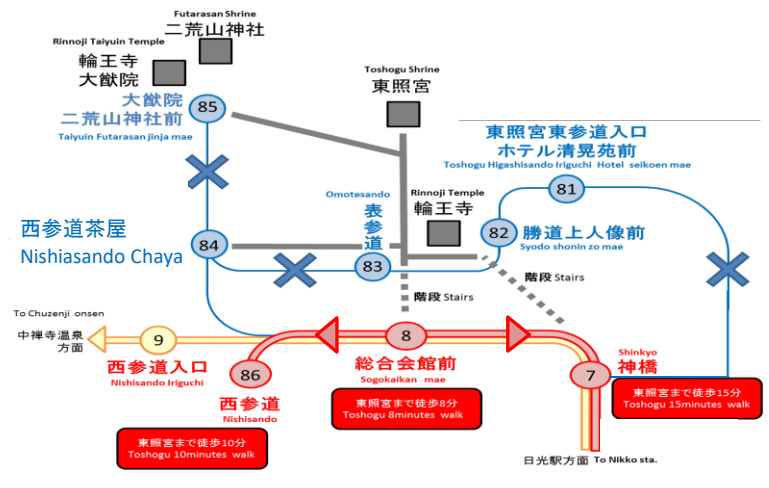 Futarasan Shrine
二荒山神社
Rinnoji Taiyuin Temple
輪王寺
大猷院
Toshogu Shrine
東照宮
大猷院
二荒山神社前
Taiyuin Futarasan jinja mae
85
東照宮東参道入口
ホテル清晃苑前
Toshogu Higashisando Iriguchi Hotel seikoen mae
81
Omotesando
表参道
83
Rinnoji Temple
輪王寺
82
勝道上人像前
Syodo shonin zo mae
西参道茶屋
Nishiasando Chaya
84
階段 Stairs
階段 Stairs
To Chuzenji onsen
中禅寺温泉
方面
9
西参道入口
Nishisando Iriguchi
86
西参道
Nishisando
8
総合会館前
Sogokaikan mae
Shinkyo
神橋
7
東照宮まで徒歩10分
Toshogu 10minutes walk
東照宮まで徒歩8分
Toshogu 8minutes walk
東照宮まで徒歩15分
Toshogu 15minutes walk
日光駅方面 To Nikko sta.